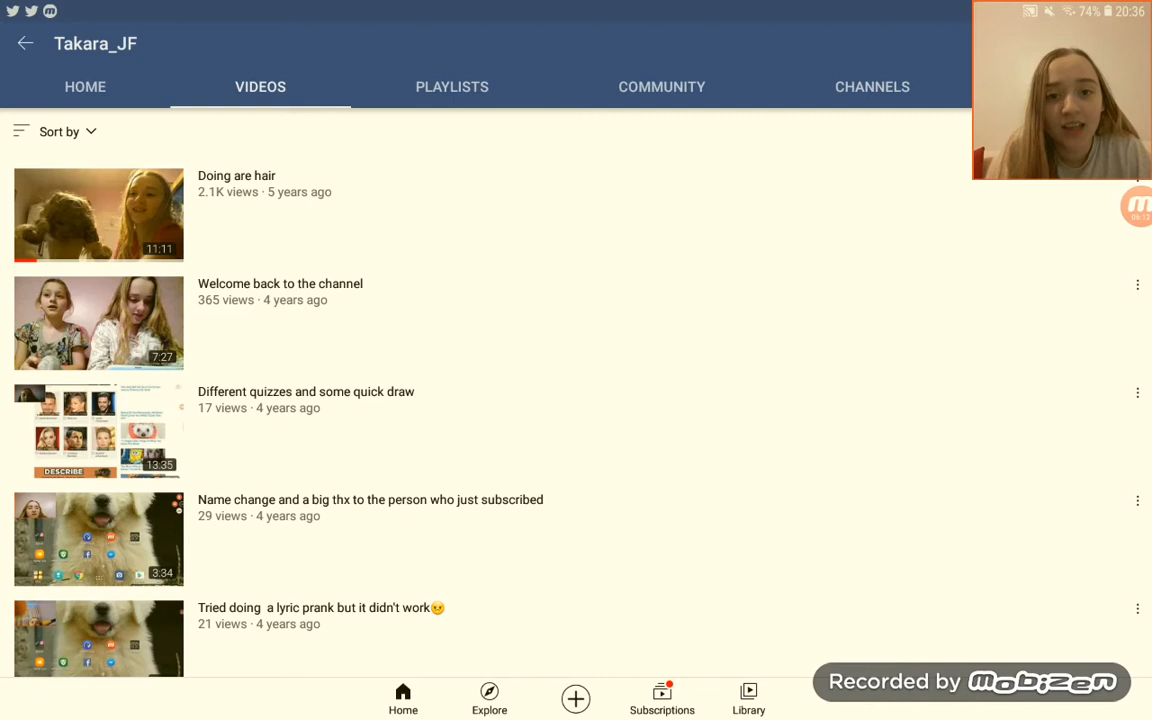 74% 20:36
Takara_JF
HOME VIDEOS PLAYLISTS COMMUNITY CHANNELS
Sort by
Doing are hair
2.1K views · 5 years ago
11:11
06:12
Welcome back to the channel
365 views · 4 years ago
7:27
Different quizzes and some quick draw
17 views · 4 years ago
13:35
DESCRIBE
Name change and a big thx to the person who just subscribed
29 views · 4 years ago
3:34
Tried doing a lyric prank but it didn't work😠
21 views · 4 years ago
Recorded by mobizen
Home Explore Subscriptions Library